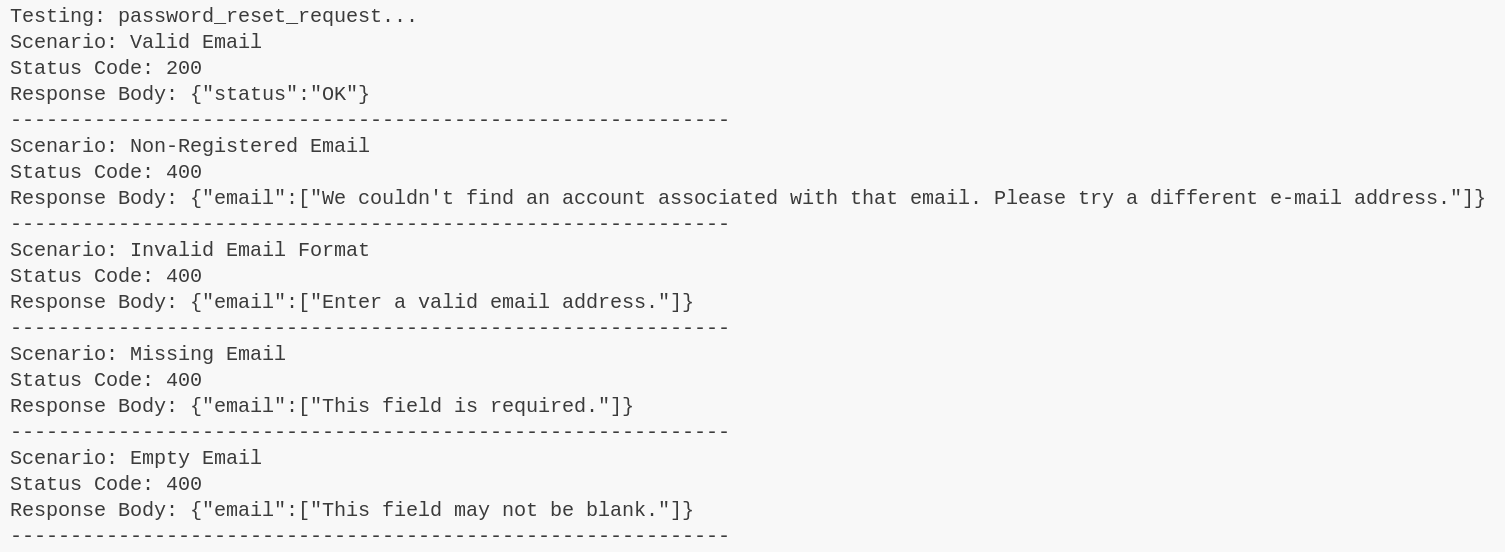 Testing: password_reset_request...
Scenario: Valid Email
Status Code: 200
Response Body: {"status":"OK"}
------------------------------------------------------------
Scenario: Non-Registered Email
Status Code: 400
Response Body: {"email":["We couldn't find an account associated with that email. Please try a different e-mail address."]}
------------------------------------------------------------
Scenario: Invalid Email Format
Status Code: 400
Response Body: {"email":["Enter a valid email address."]}
------------------------------------------------------------
Scenario: Missing Email
Status Code: 400
Response Body: {"email":["This field is required."]}
------------------------------------------------------------
Scenario: Empty Email
Status Code: 400
Response Body: {"email":["This field may not be blank."]}
------------------------------------------------------------